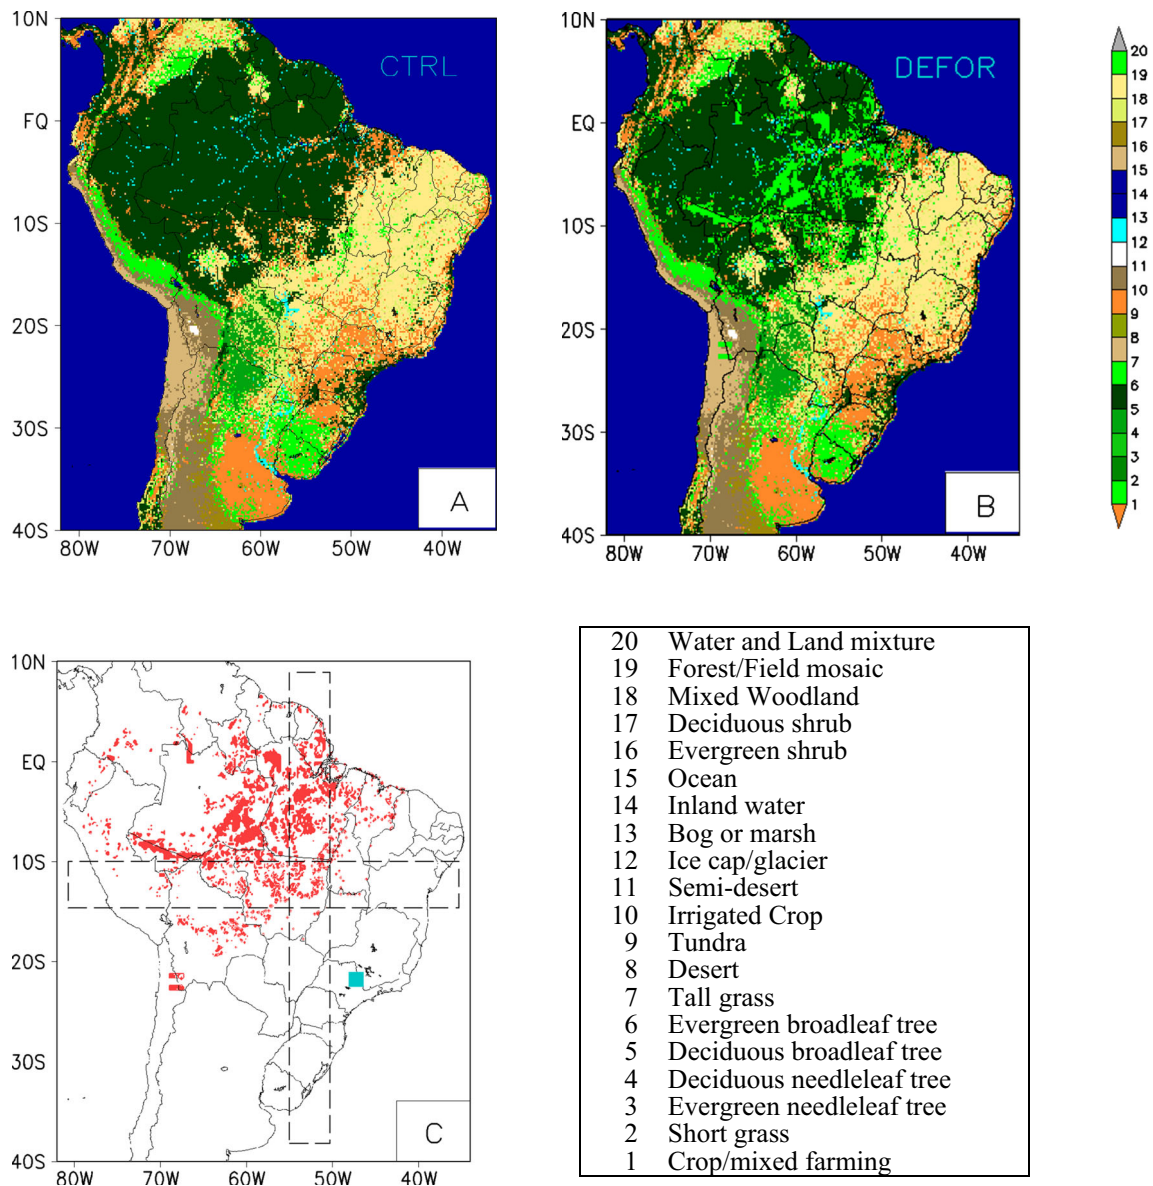 10N
FQ
10S
20S
30S
40S
80W 70W 60W 50W 40W
CTRL
A
10N
EQ
10S
20S
30S
40S
80W 70W 60W 50W 40W
DEFOR
B
20
19
18
17
16
15
14
13
12
11
10
9
8
7
6
5
4
3
2
1
10N
EQ
10S
20S
30S
40S
80W 70W 60W 50W 40W
C
20 Water and Land mixture
19 Forest/Field mosaic
18 Mixed Woodland
17 Deciduous shrub
16 Evergreen shrub
15 Ocean
14 Inland water
13 Bog or marsh
12 Ice cap/glacier
11 Semi-desert
10 Irrigated Crop
9 Tundra
8 Desert
7 Tall grass
6 Evergreen broadleaf tree
5 Deciduous broadleaf tree
4 Deciduous needleleaf tree
3 Evergreen needleleaf tree
2 Short grass
1 Crop/mixed farming